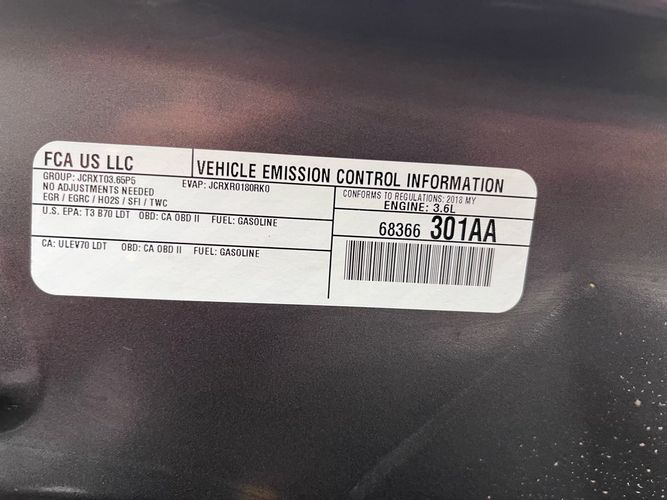 FCA US LLC
VEHICLE EMISSION CONTROL INFORMATION
GROUP: JCRXT03.65P5 EVAP: JCRXR0180RK0
NO ADJUSTMENTS NEEDED
EGR / EGRC / HO2S / SFI / TWC
CONFORMS TO REGULATIONS: 2018 MY
ENGINE: 3.6L
U.S. EPA: T3 B70 LDT OBD: CA OBD II FUEL: GASOLINE
68366 301AA
CA: ULEV70 LDT OBD: CA OBD II FUEL: GASOLINE